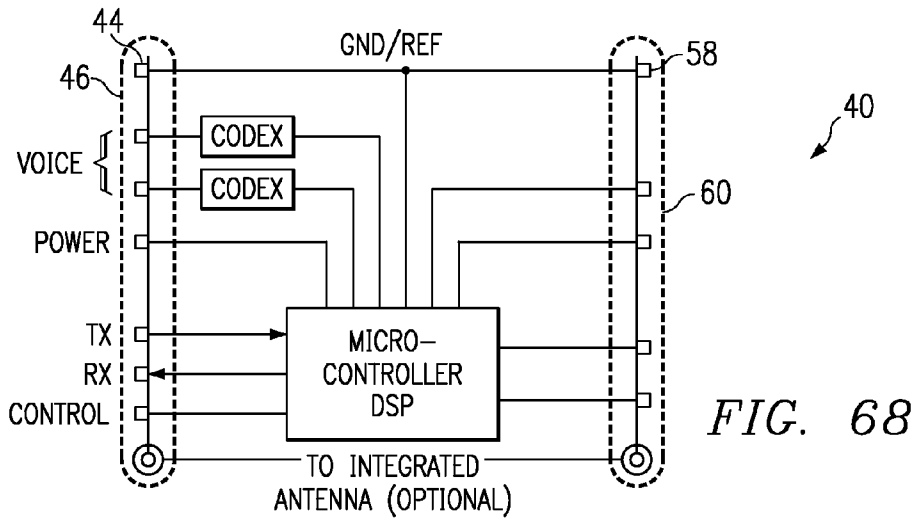 44
GND/REF
58
46
40
VOICE {
CODEX
CODEX
60
POWER
TX
RX
CONTROL
MICRO-
CONTROLLER
DSP
FIG. 68
TO INTEGRATED
ANTENNA (OPTIONAL)